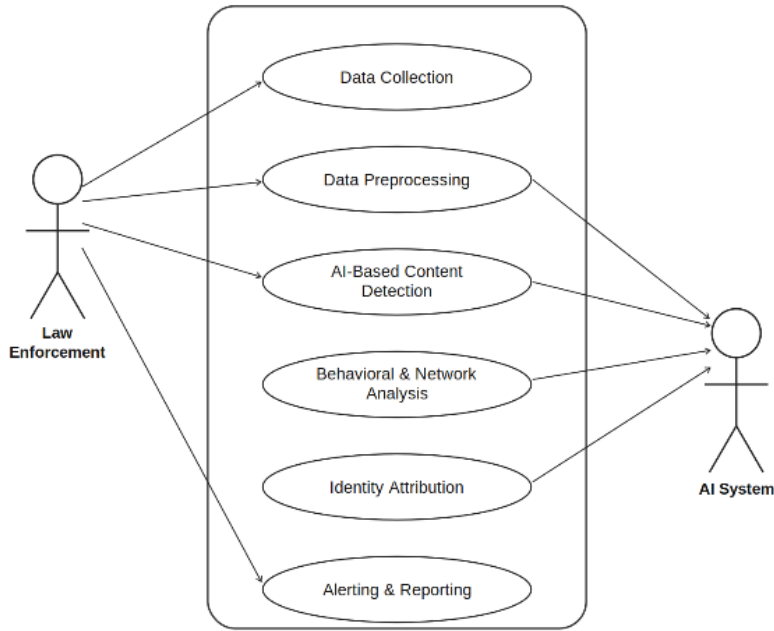 Data Collection
Data Preprocessing
AI-Based Content
Detection
Behavioral & Network
Analysis
Identity Attribution
Alerting & Reporting
Law
Enforcement
AI System